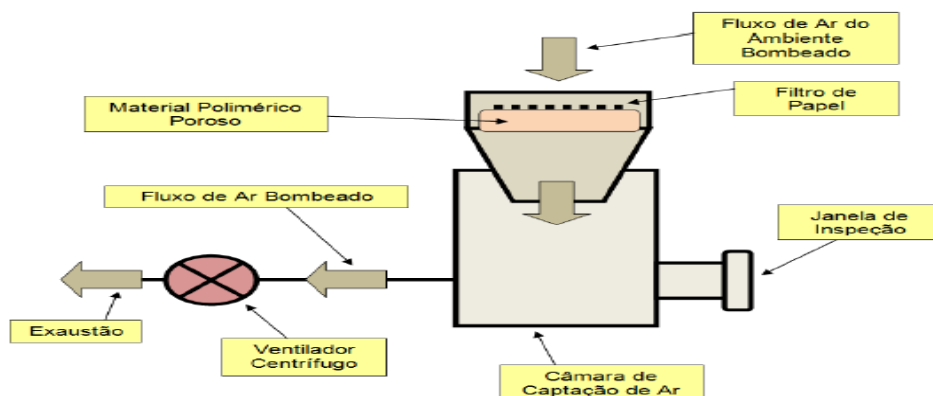 Fluxo de Ar do
Ambiente
Bombeado
Material Polimérico
Poroso
Filtro de
Papel
Fluxo de Ar Bombeado
Janela de
Inspeção
Exaustão
Ventilador
Centrífugo
Câmara de
Captação de Ar